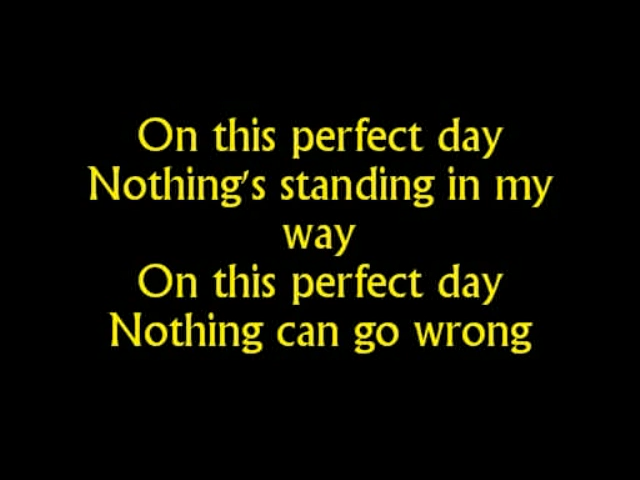 On this perfect day
Nothing's standing in my
way
On this perfect day
Nothing can go wrong